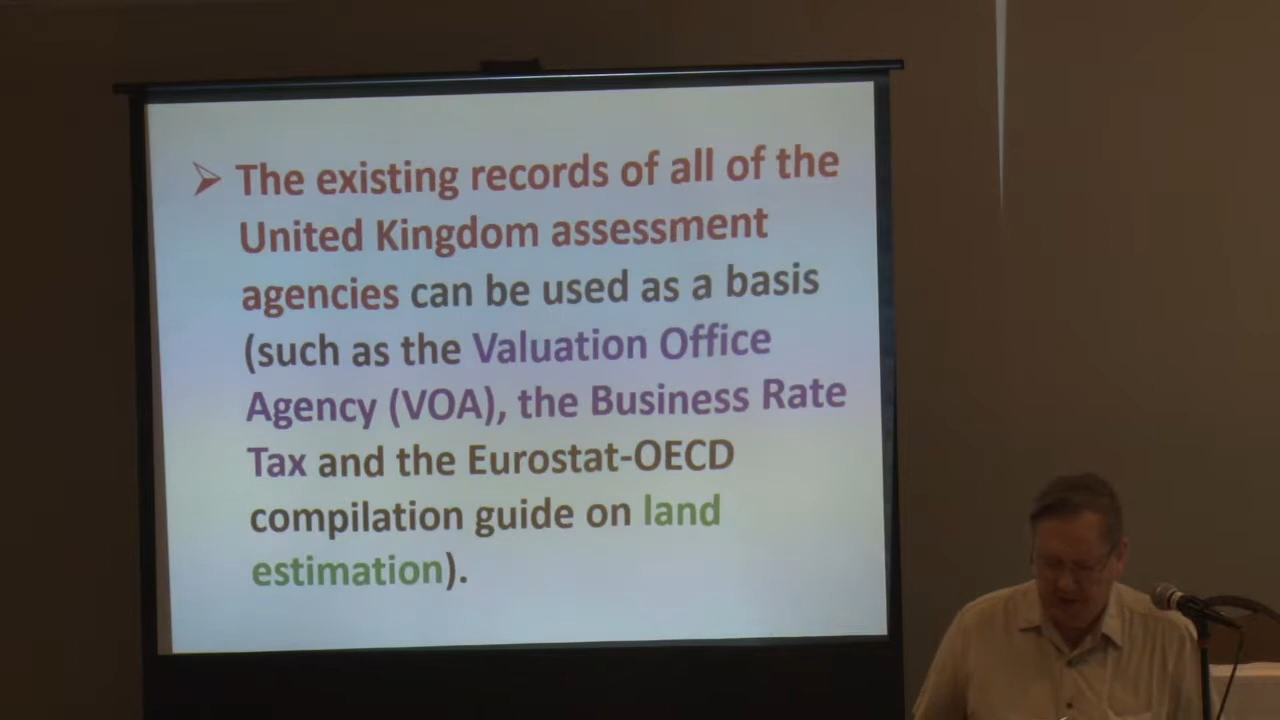 The existing records of all of the
United Kingdom assessment
agencies can be used as a basis
(such as the Valuation Office
Agency (VOA), the Business Rate
Tax and the Eurostat-OECD
compilation guide on land
estimation).